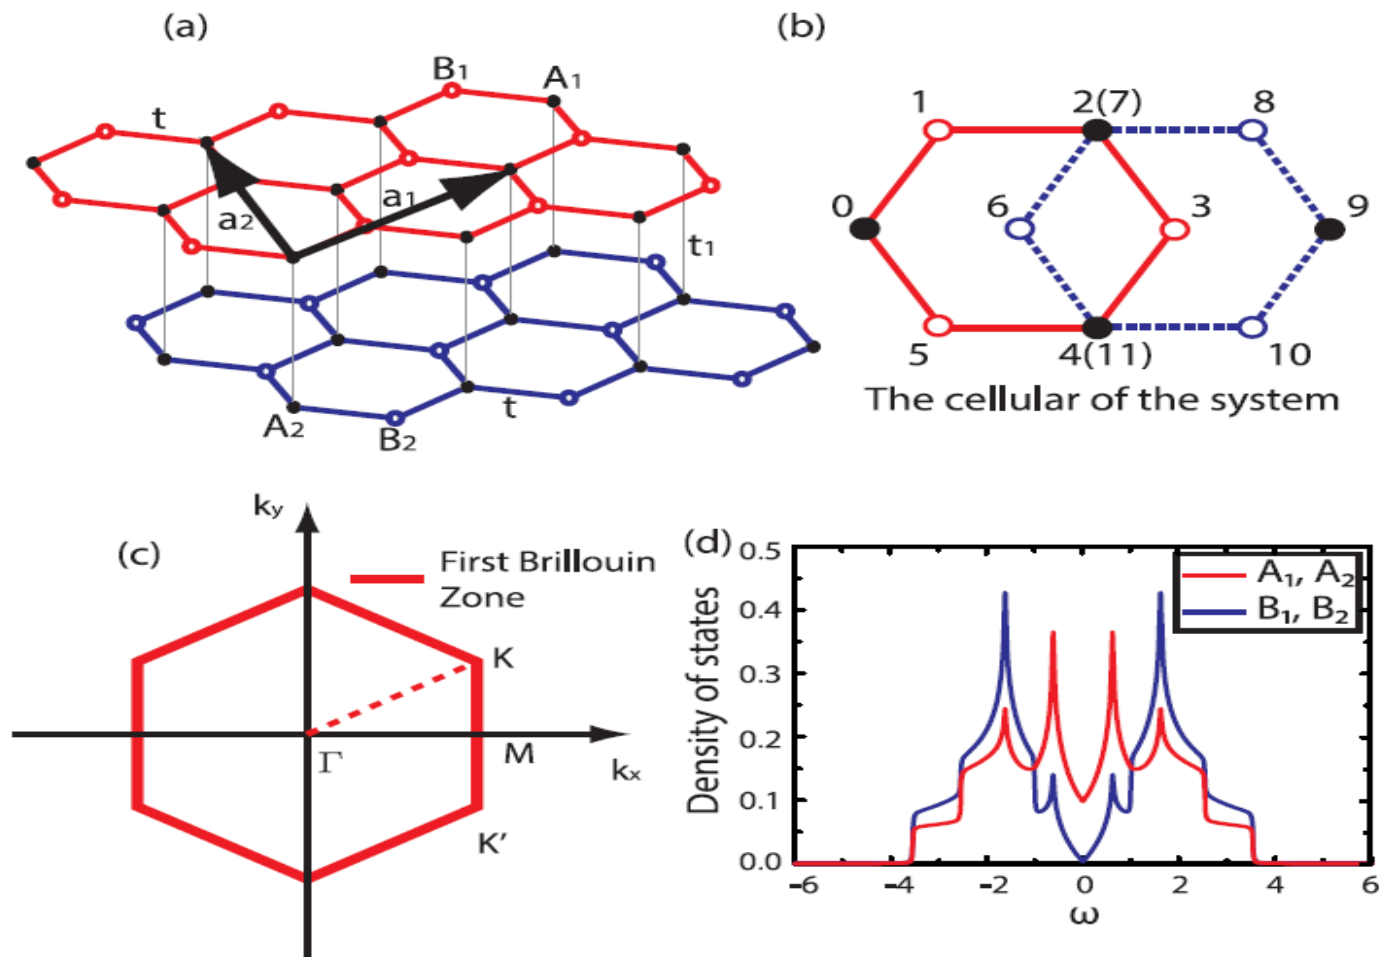 (a)
B1
A1
t
a1
a2
t1
t
A2
B2
(b)
1
2(7)
8
0
6
3
9
5
4(11)
10
The cellular of the system
(c)
ky
First Brillouin
Zone
K
Γ
M
kx
K'
(d)
0.5
0.4
0.3
0.2
0.1
0.0
Density of states
A1, A2
B1, B2
-6 -4 -2 0 2 4 6
ω